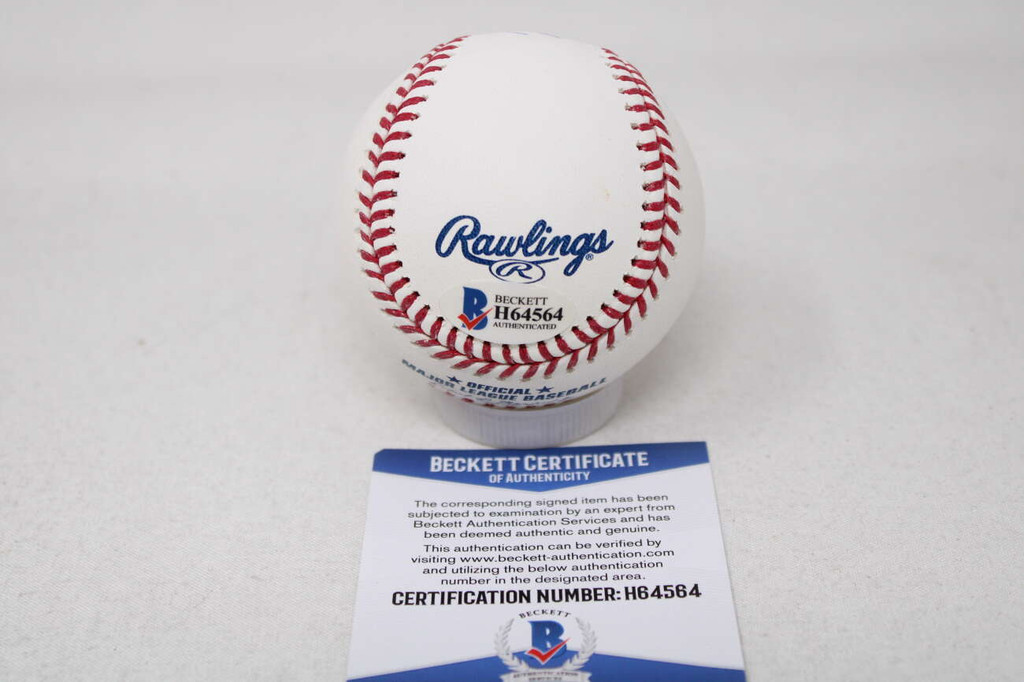 Rawlings®
R
B BECKETT
H64564
AUTHENTICATED
★ OFFICIAL ★
MAJOR LEAGUE BASEBALL
BECKETT CERTIFICATE
OF AUTHENTICITY
The corresponding signed item has been
subjected to examination by an expert from
Beckett Authentication Services and has
been deemed authentic and genuine.
This authentication can be verified by
visiting www.beckett-authentication.com
and utilizing the below authentication
number in the designated area.
CERTIFICATION NUMBER: H64564
BECKETT
B
AUTHENTICATION
SERVICES